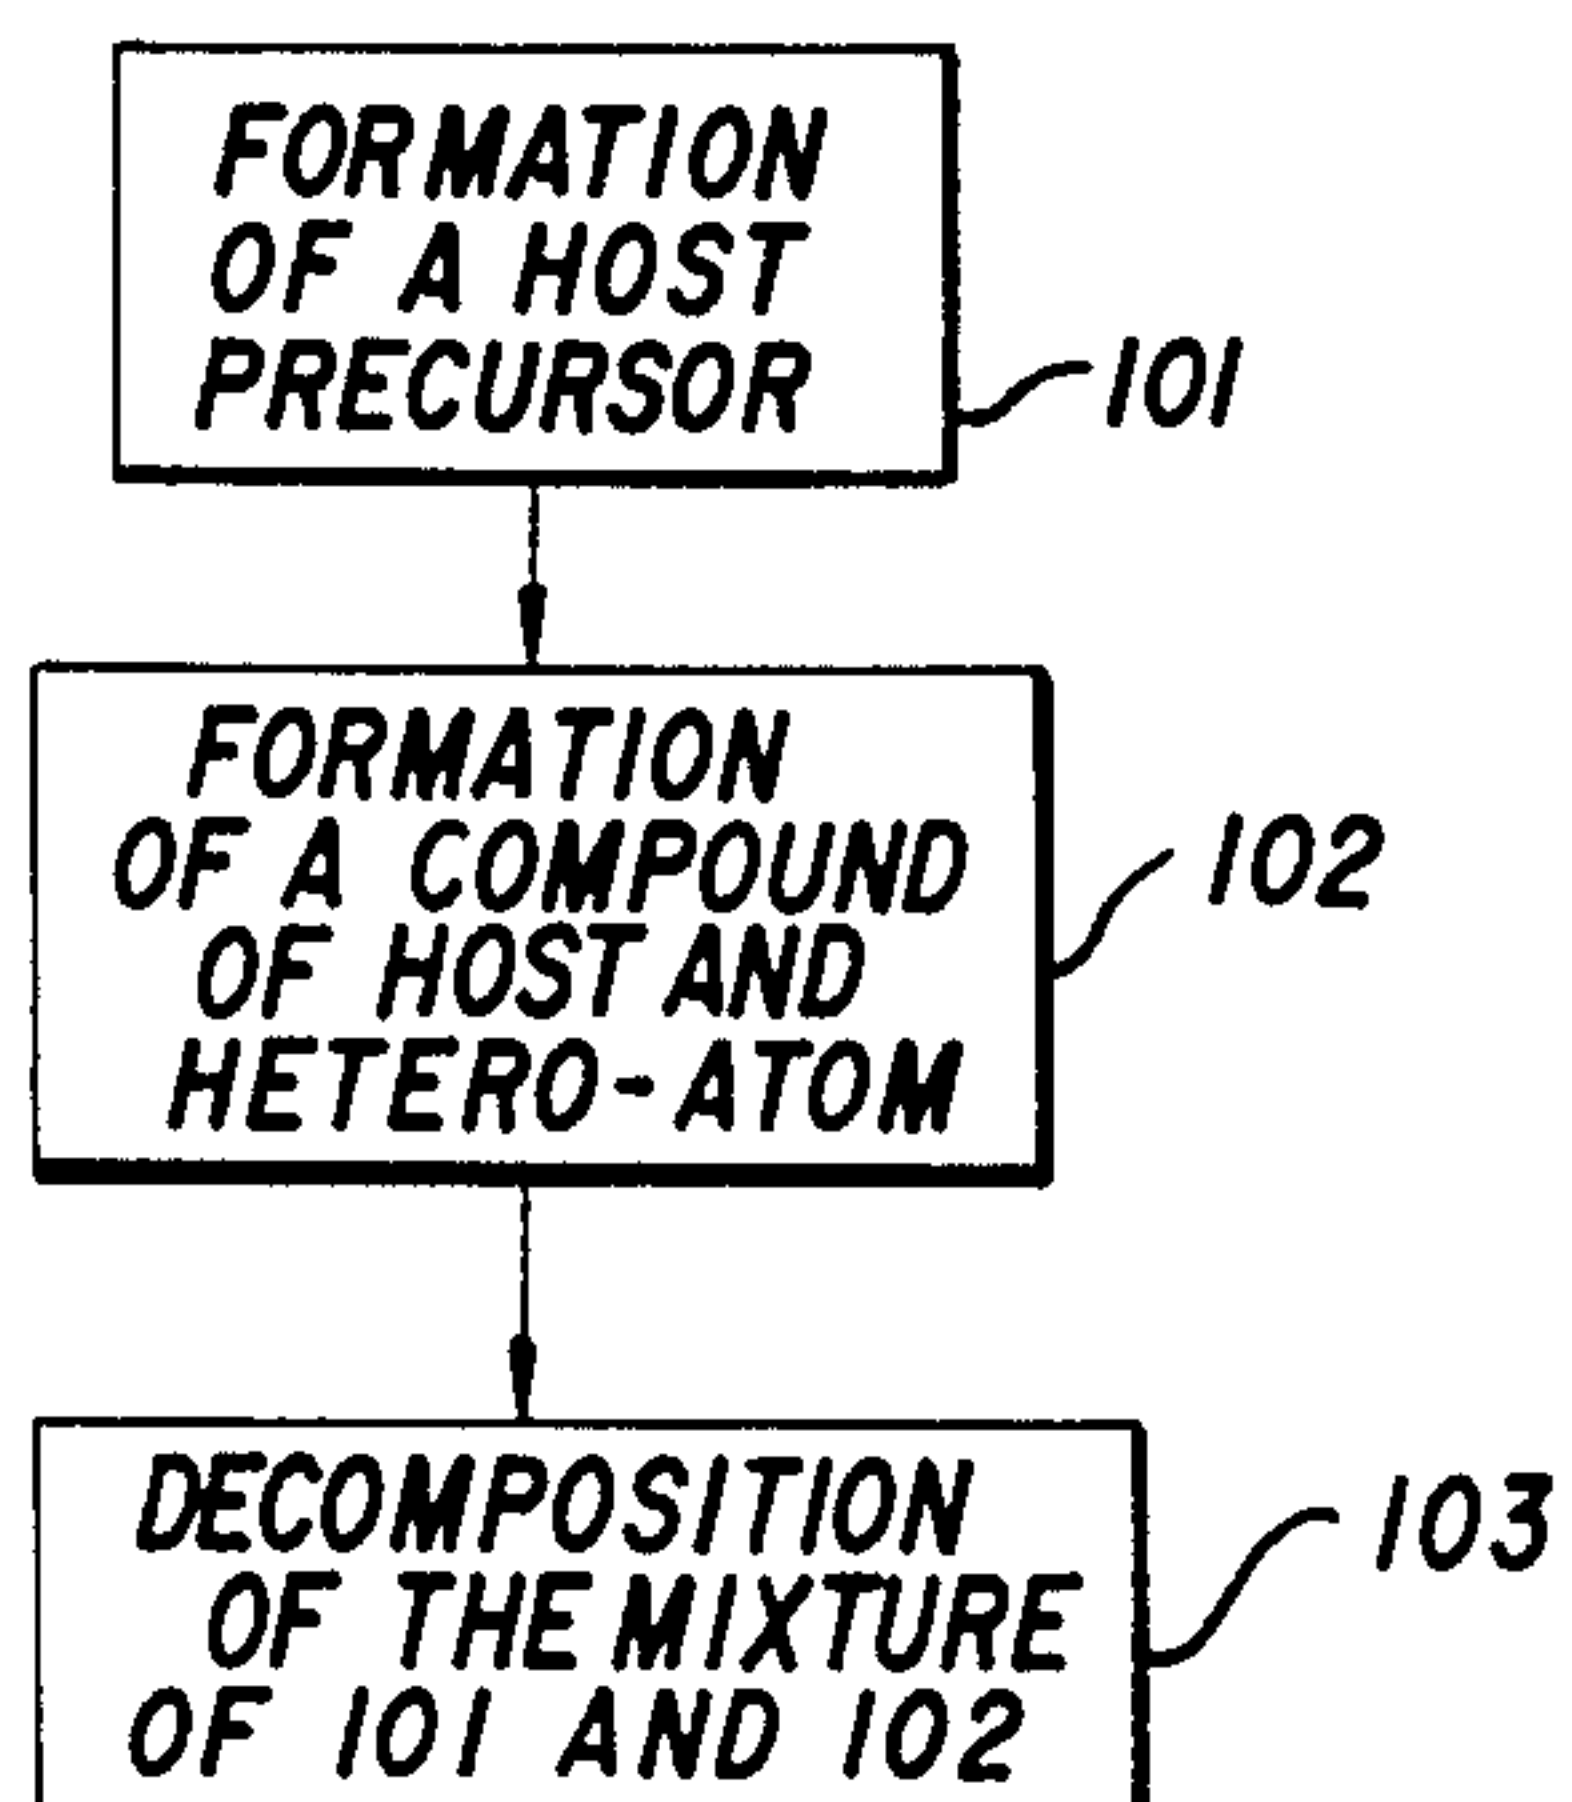 FORMATION
OF A HOST
PRECURSOR
101
FORMATION
OF A COMPOUND
OF HOST AND
HETERO-ATOM
102
DECOMPOSITION
OF THE MIXTURE
OF 101 AND 102
103